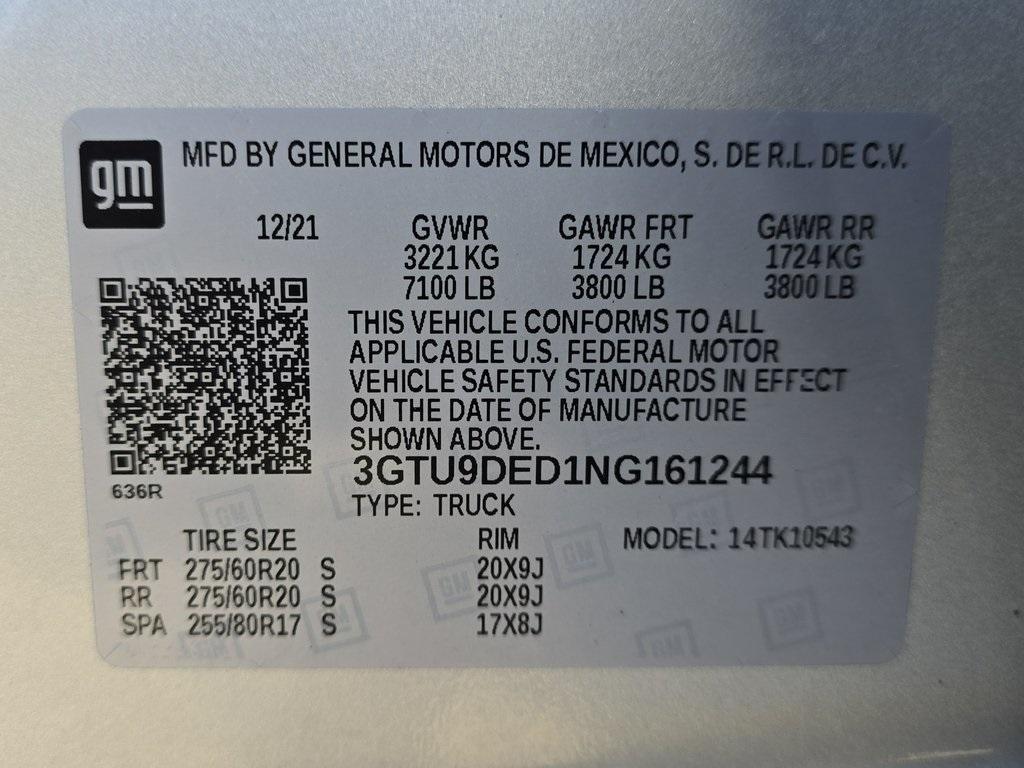 gm
MFD BY GENERAL MOTORS DE MEXICO, S. DE R.L. DE C.V.
12/21 GVWR GAWR FRT GAWR RR
3221 KG 1724 KG 1724 KG
7100 LB 3800 LB 3800 LB
THIS VEHICLE CONFORMS TO ALL
APPLICABLE U.S. FEDERAL MOTOR
VEHICLE SAFETY STANDARDS IN EFFECT
ON THE DATE OF MANUFACTURE
SHOWN ABOVE.
3GTU9DED1NG161244
636R
TYPE: TRUCK
TIRE SIZE RIM MODEL: 14TK10543
FRT 275/60R20 S 20X9J
RR 275/60R20 S 20X9J
SPA 255/80R17 S 17X8J